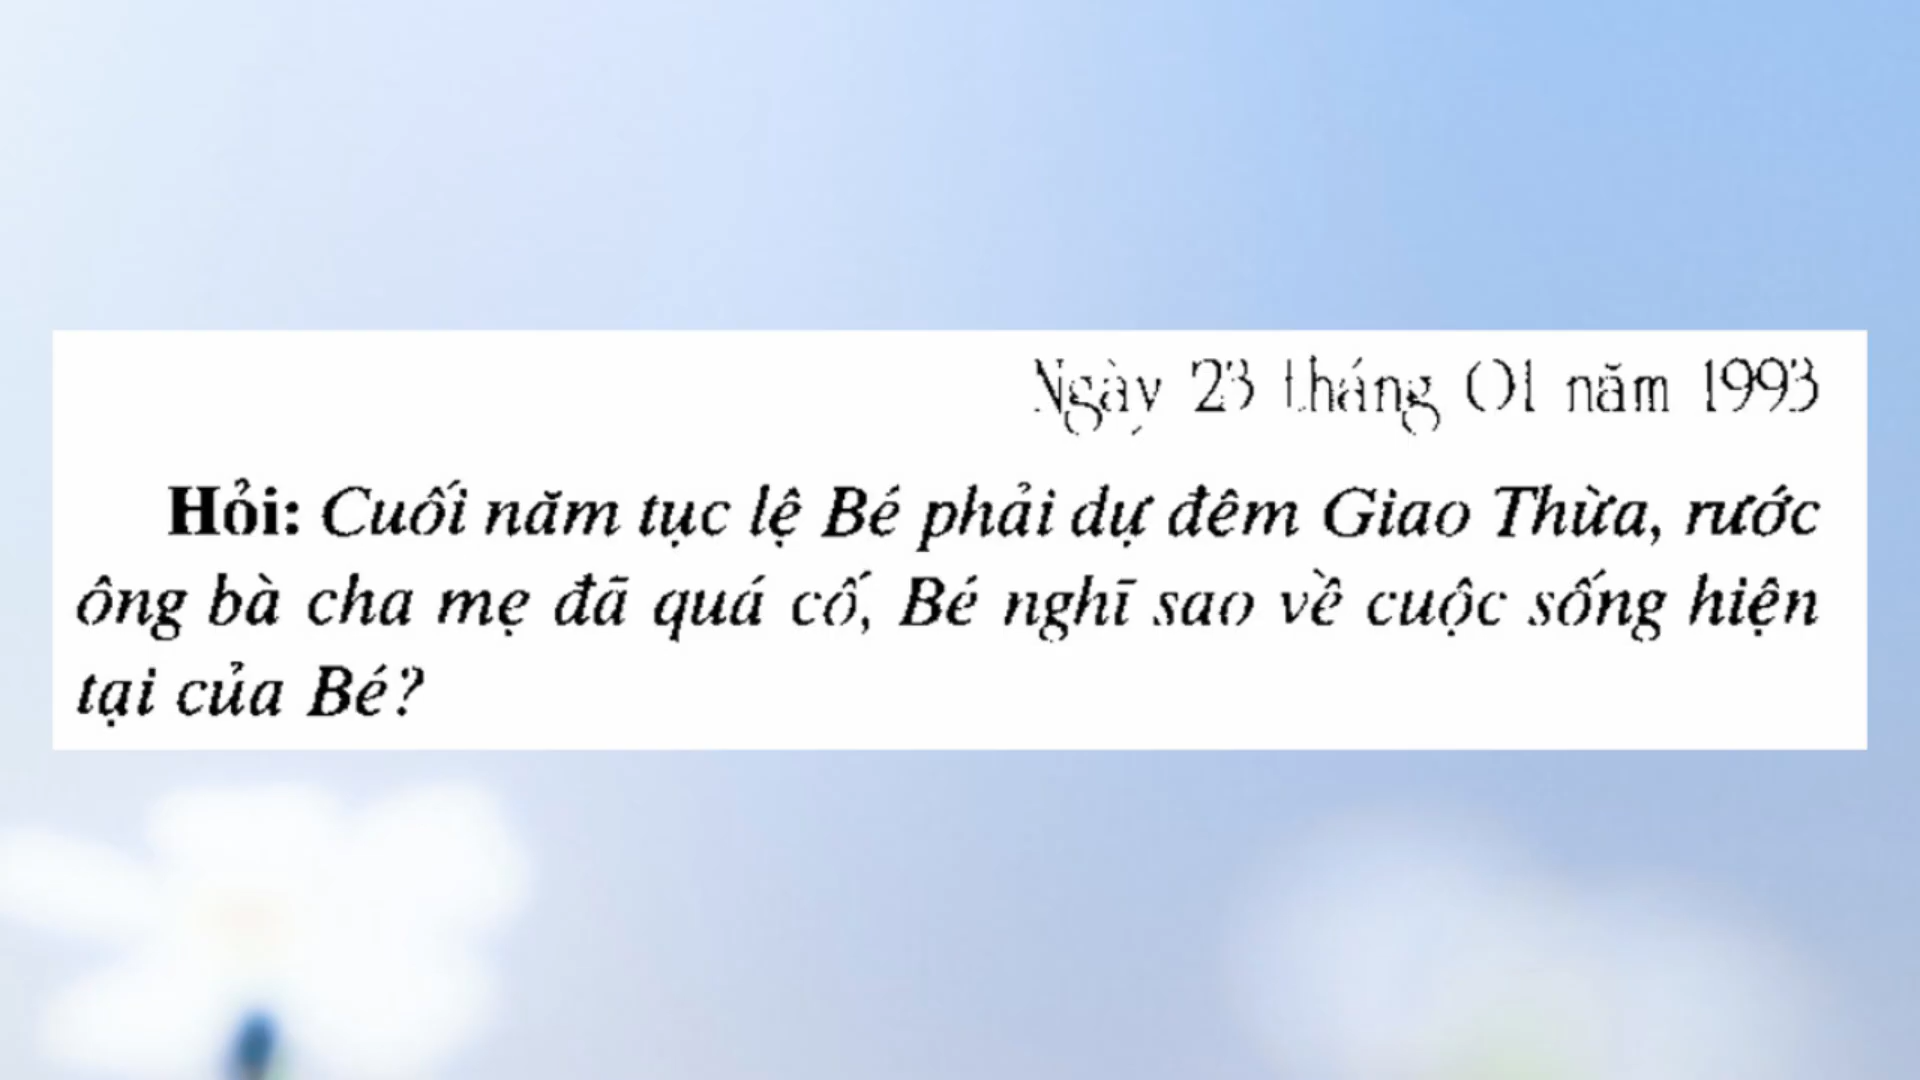 Ngày 23 tháng 01 năm 1993
Hỏi: Cuối năm tục lệ Bé phải dự đêm Giao Thừa, rước
ông bà cha mẹ đã quá cố, Bé nghĩ sao về cuộc sống hiện
tại của Bé?